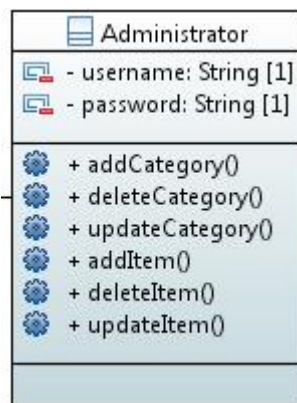 Administrator
- username: String [1]
- password: String [1]
+ addCategory()
+ deleteCategory()
+ updateCategory()
+ addItem()
+ deleteItem()
+ updateItem()